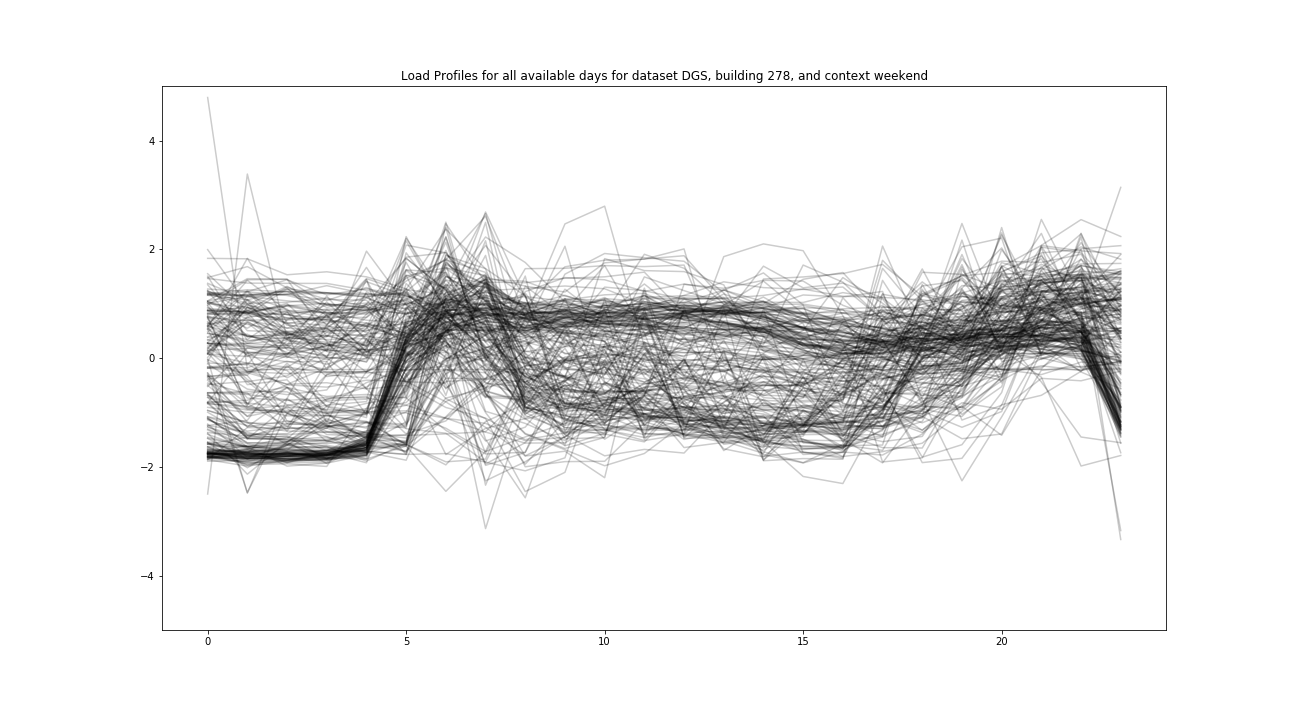 Load Profiles for all available days for dataset DGS, building 278, and context weekend
4
2
0
−2
−4
0 5 10 15 20